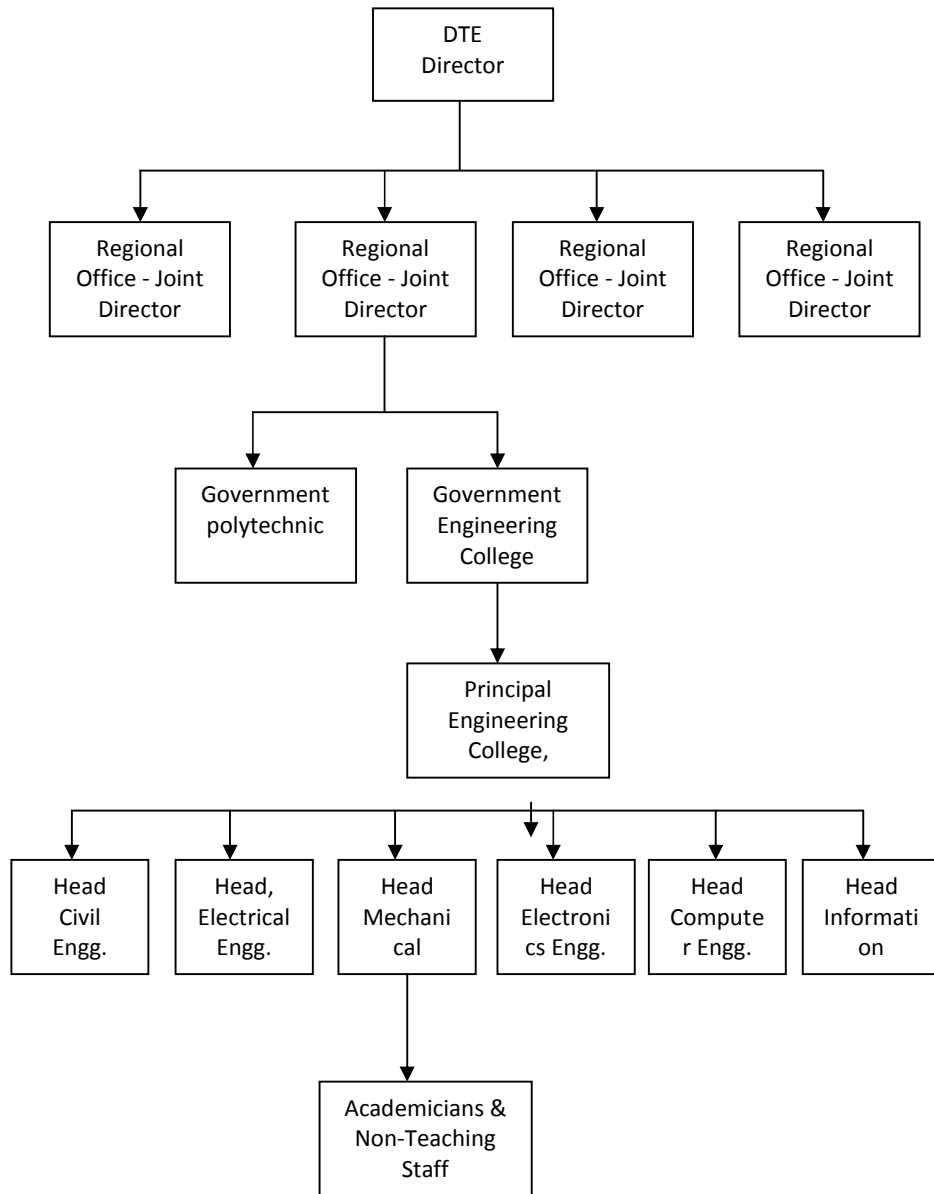 DTE
Director
Regional
Office - Joint
Director
Regional
Office - Joint
Director
Regional
Office - Joint
Director
Regional
Office - Joint
Director
Government
polytechnic
Government
Engineering
College
Principal
Engineering
College,
Head
Civil
Engg.
Head,
Electrical
Engg.
Head
Mechani
cal
Head
Electroni
cs Engg.
Head
Compute
r Engg.
Head
Informati
on
Academicians &
Non-Teaching
Staff